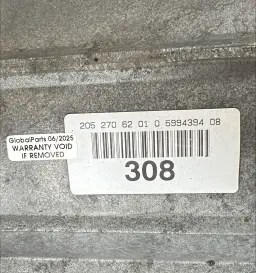 205 270 62 01 0 5994394 08
GlobalParts 06/2025
WARRANTY VOID
IF REMOVED
308